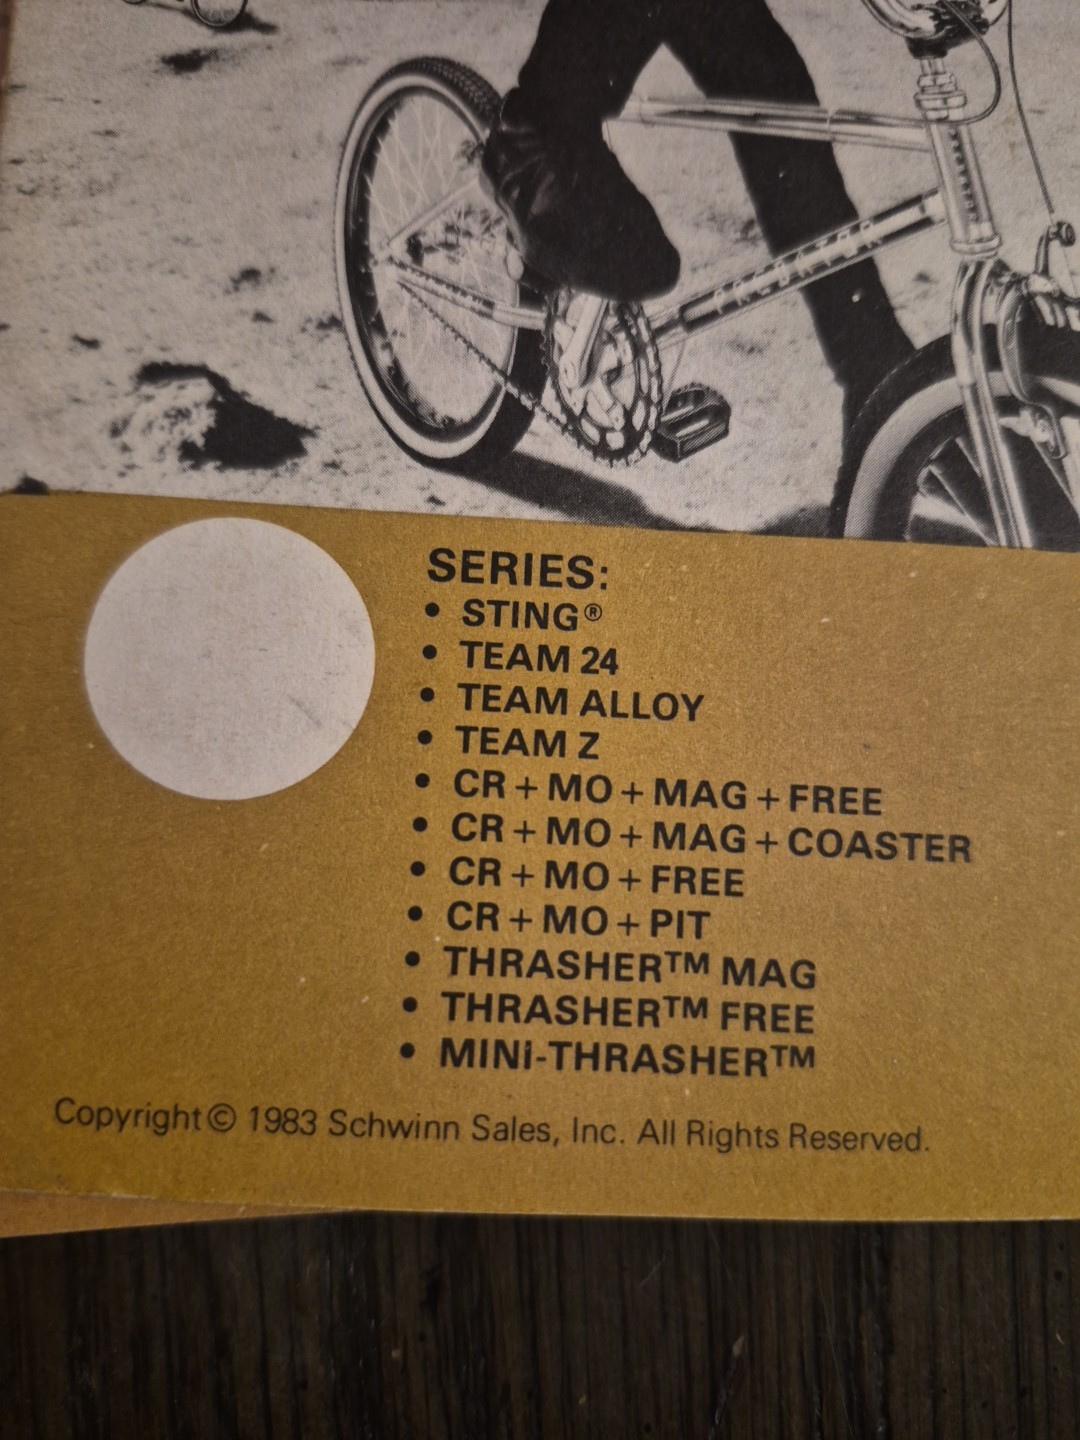 PREDATOR
SERIES:
• STING®
• TEAM 24
• TEAM ALLOY
• TEAM Z
• CR + MO + MAG + FREE
• CR + MO + MAG + COASTER
• CR + MO + FREE
• CR + MO + PIT
• THRASHER™ MAG
• THRASHER™ FREE
• MINi-THRASHER™
Copyright © 1983 Schwinn Sales, Inc. All Rights Reserved.